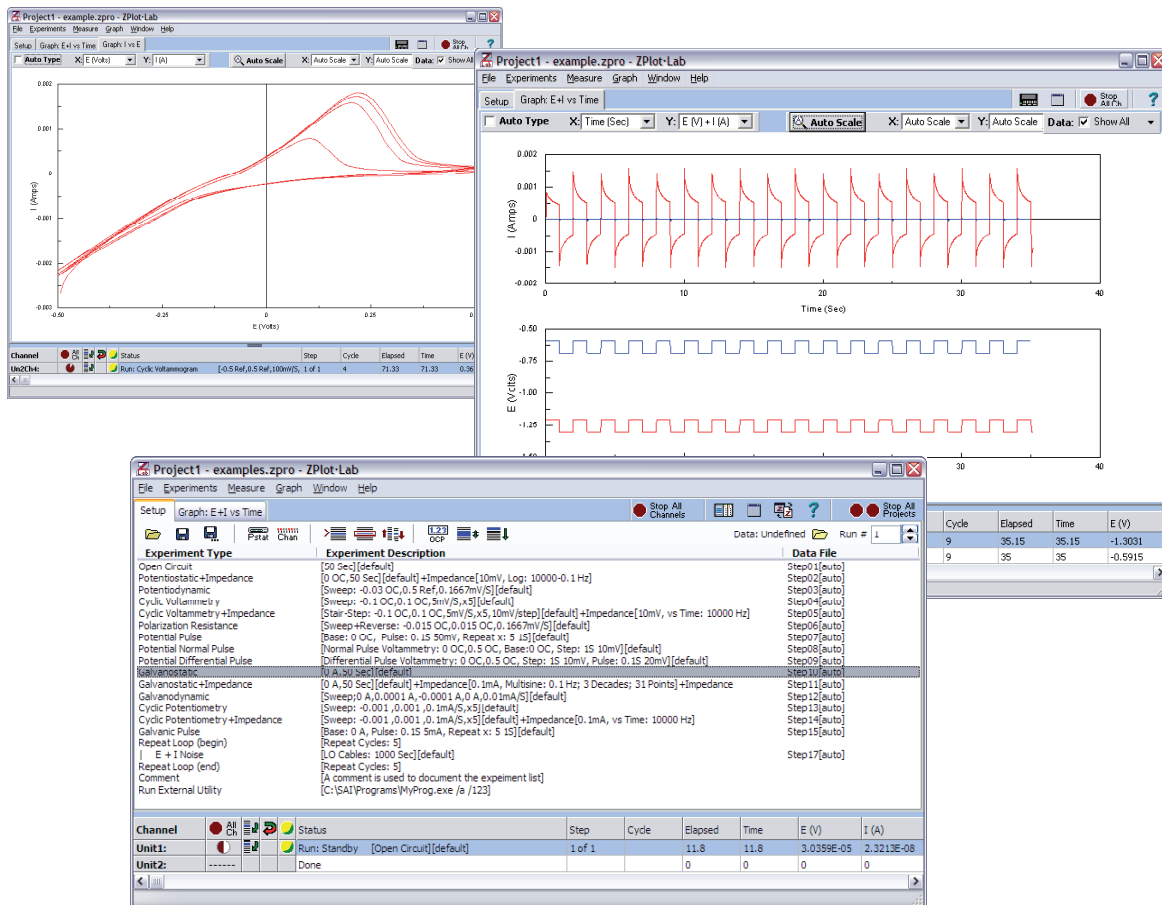 Project1 - example.zpro - ZPlot·Lab
File Experiments Measure Graph Window Help
Setup Graph: E+I vs Time Graph: I vs E
Stop All Ch ?
Auto Type X: E (Volts) Y: I (A) Auto Scale X: Auto Scale Y: Auto Scale Data: Show All
0.002
0.001
0
-0.001
-0.002
-0.003
I (Amps)
-0.50 -0.25 0 0.25
E (Volts)
Channel All Ch Status Step Cycle Elapsed Time E (V)
Un2Ch4: Run: Cyclic Voltammogram [-0.5 Ref,0.5 Ref,100mV/S, 1 of 1 4 71.33 71.33 0.36
Project1 - example.zpro - ZPlot·Lab
File Experiments Measure Graph Window Help
Setup Graph: E+I vs Time
Stop All Ch ?
Auto Type X: Time (Sec) Y: E (V) + I (A) Auto Scale X: Auto Scale Y: Auto Scale Data: Show All
0.002
0.001
0
-0.001
-0.002
I (Amps)
0 10 20 30 40
Time (Sec)
-0.50
-0.75
-1.00
-1.25
E (Volts)
30 40
Cycle Elapsed Time E (V)
9 35.15 35.15 -1.3031
9 35 35 -0.5915
Project1 - examples.zpro - ZPlot·Lab
File Experiments Measure Graph Window Help
Setup Graph: E+I vs Time
Stop All Channels ? Stop All Projects
Pstat Chan 1.23 OCP Data: Undefined Run # 1
Experiment Type Experiment Description Data File
Open Circuit [50 Sec][default] Step01[auto]
Potentiostatic+Impedance [0 OC,50 Sec][default]+Impedance[10mV, Log: 10000-0.1 Hz] Step02[auto]
Potentiodynamic [Sweep: -0.03 OC,0.5 Ref,0.1667mV/S][default] Step03[auto]
Cyclic Voltammetry [Sweep: -0.1 OC,0.1 OC,5mV/S,x5][default] Step04[auto]
Cyclic Voltammetry+Impedance [Stair-Step: -0.1 OC,0.1 OC,5mV/S,x5,10mV/step][default]+Impedance[10mV, vs Time: 10000 Hz] Step05[auto]
Polarization Resistance [Sweep+Reverse: -0.015 OC,0.015 OC,0.1667mV/S][default] Step06[auto]
Potential Pulse [Base: 0 OC, Pulse: 0.1S 50mV, Repeat x: 5 1S][default] Step07[auto]
Potential Normal Pulse [Normal Pulse Voltammetry: 0 OC,0.5 OC, Base:0 OC, Step: 1S 10mV][default] Step08[auto]
Potential Differential Pulse [Differential Pulse Voltammetry: 0 OC,0.5 OC, Step: 1S 10mV, Pulse: 0.1S 20mV][default] Step09[auto]
Galvanostatic [0 A,50 Sec][default] Step10[auto]
Galvanostatic+Impedance [0 A,50 Sec][default]+Impedance[0.1mA, Multisine: 0.1 Hz; 3 Decades; 31 Points]+Impedance Step11[auto]
Galvanodynamic [Sweep;0 A,0.0001 A,-0.0001 A,0 A,0.01mA/S][default] Step12[auto]
Cyclic Potentiometry [Sweep: -0.001 ,0.001 ,0.1mA/S,x5][default] Step13[auto]
Cyclic Potentiometry+Impedance [Sweep: -0.001 ,0.001 ,0.1mA/S,x5][default]+Impedance[0.1mA, vs Time: 10000 Hz] Step14[auto]
Galvanic Pulse [Base: 0 A, Pulse: 0.1S 5mA, Repeat x: 5 1S][default] Step15[auto]
Repeat Loop (begin) [Repeat Cycles: 5]
| E + I Noise [LO Cables: 1000 Sec][default] Step17[auto]
Repeat Loop (end) [Repeat Cycles: 5]
Comment [A comment is used to document the expeiment list]
Run External Utility [C:\SAI\Programs\MyProg.exe /a /123]
Channel All Ch Status Step Cycle Elapsed Time E (V) I (A)
Unit1: Run: Standby [Open Circuit][default] 1 of 1 11.8 11.8 3.0359E-05 2.3213E-08
Unit2: ------ Done 0 0 0 0